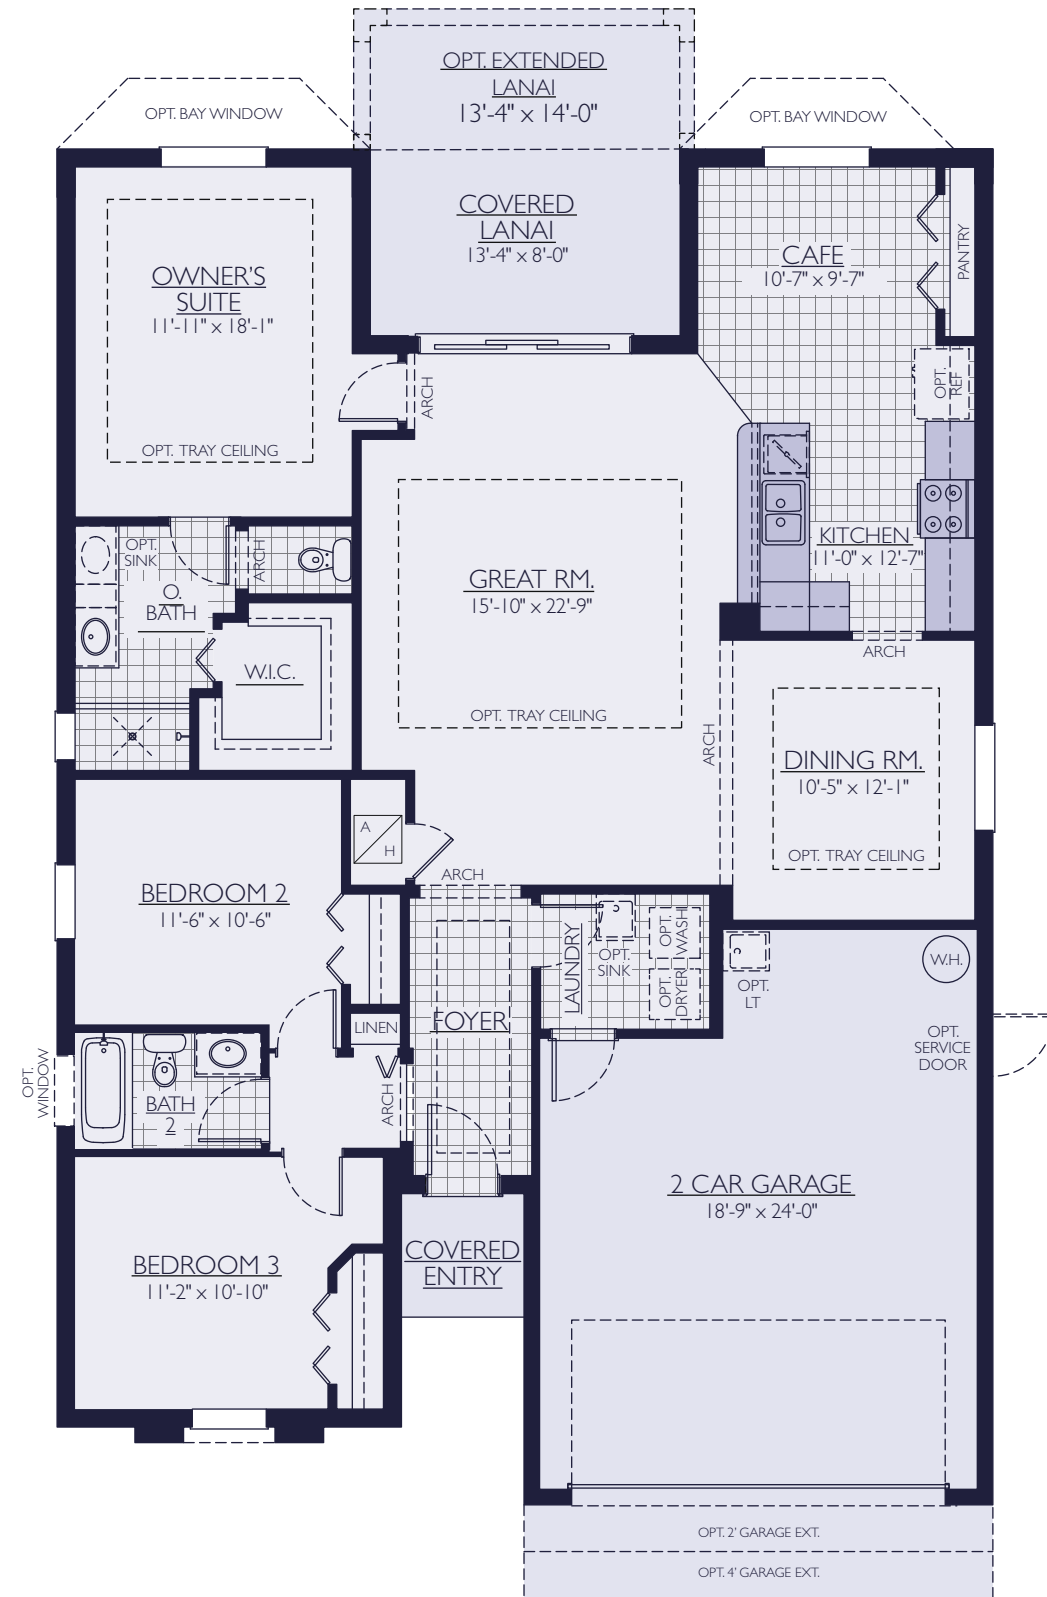 OPT. EXTENDED
LANAI
13'-4" x 14'-0"
OPT. BAY WINDOW
OPT. BAY WINDOW
COVERED
LANAI
13'-4" x 8'-0"
OWNER'S
SUITE
11'-11" x 18'-1"
OPT. TRAY CEILING
CAFE
10'-7" x 9'-7"
PANTRY
ARCH
OPT.
REF
OPT.
SINK
ARCH
O.
BATH
W.I.C.
GREAT RM.
15'-10" x 22'-9"
OPT. TRAY CEILING
KITCHEN
11'-0" x 12'-7"
ARCH
ARCH
DINING RM.
10'-5" x 12'-1"
OPT. TRAY CEILING
A
H
ARCH
BEDROOM 2
11'-6" x 10'-6"
LAUNDRY
OPT.
SINK
OPT.
WASH
OPT.
DRYER
OPT.
LT
W.H.
LINEN
FOYER
OPT.
SERVICE
DOOR
OPT.
WINDOW
BATH
2
ARCH
2 CAR GARAGE
18'-9" x 24'-0"
COVERED
ENTRY
BEDROOM 3
11'-2" x 10'-10"
OPT. 2' GARAGE EXT.
OPT. 4' GARAGE EXT.